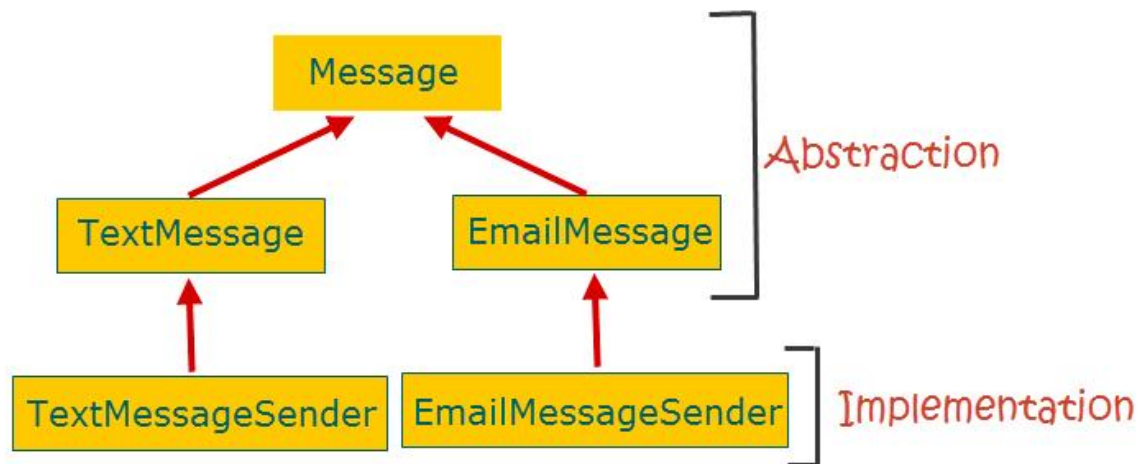 Message
Abstraction
TextMessage
EmailMessage
TextMessageSender
EmailMessageSender
Implementation